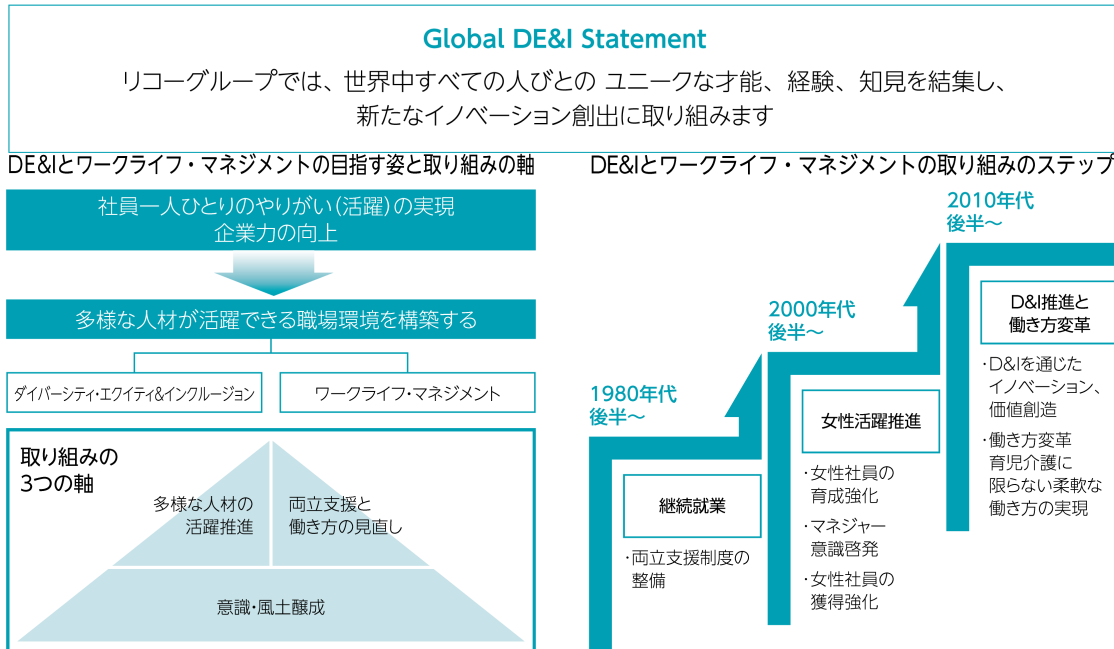 Global DE&I Statement
リコーグループでは、世界中すべての人びとの ユニークな才能、経験、知見を結集し、
新たなイノベーション創出に取り組みます
DE&Iとワークライフ・マネジメントの目指す姿と取り組みの軸
社員一人ひとりのやりがい(活躍)の実現
企業力の向上
多様な人材が活躍できる職場環境を構築する
ダイバーシティ・エクイティ&インクルージョン
ワークライフ・マネジメント
取り組みの
3つの軸
多様な人材の
活躍推進
両立支援と
働き方の見直し
意識・風土醸成
DE&Iとワークライフ・マネジメントの取り組みのステップ
1980年代
後半～
継続就業
・両立支援制度の
整備
2000年代
後半～
女性活躍推進
・女性社員の
育成強化
・マネジャー
意識啓発
・女性社員の
獲得強化
2010年代
後半～
D&I推進と
働き方変革
・D&Iを通じた
イノベーション、
価値創造
・働き方変革
育児介護に
限らない柔軟な
働き方の実現